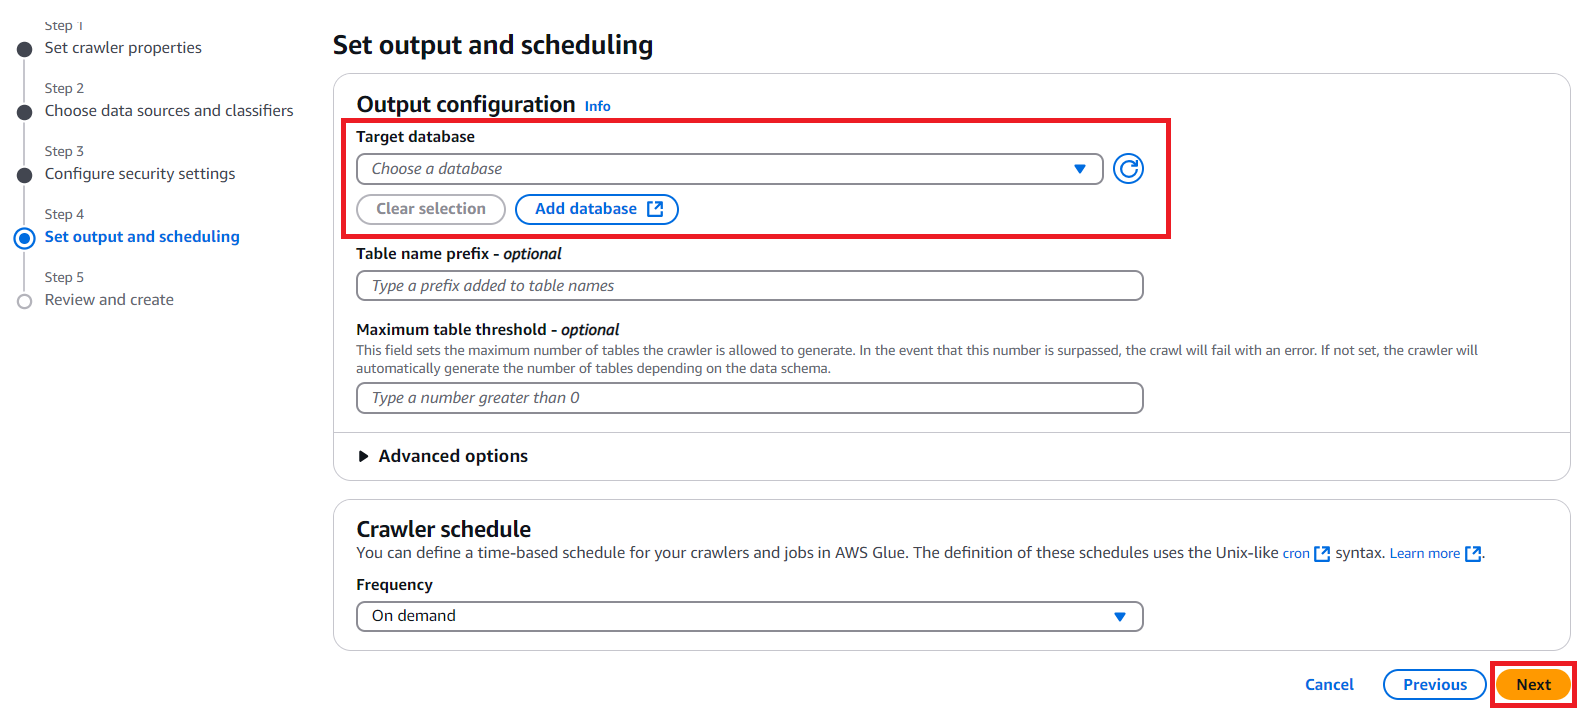 Step 1
Set crawler properties
Step 2
Choose data sources and classifiers
Step 3
Configure security settings
Step 4
Set output and scheduling
Step 5
Review and create
Set output and scheduling
Output configuration Info
Target database
Choose a database
Clear selection Add database
Table name prefix - optional
Type a prefix added to table names
Maximum table threshold - optional
This field sets the maximum number of tables the crawler is allowed to generate. In the event that this number is surpassed, the crawl will fail with an error. If not set, the crawler will
automatically generate the number of tables depending on the data schema.
Type a number greater than 0
Advanced options
Crawler schedule
You can define a time-based schedule for your crawlers and jobs in AWS Glue. The definition of these schedules uses the Unix-like cron syntax. Learn more.
Frequency
On demand
Cancel Previous Next